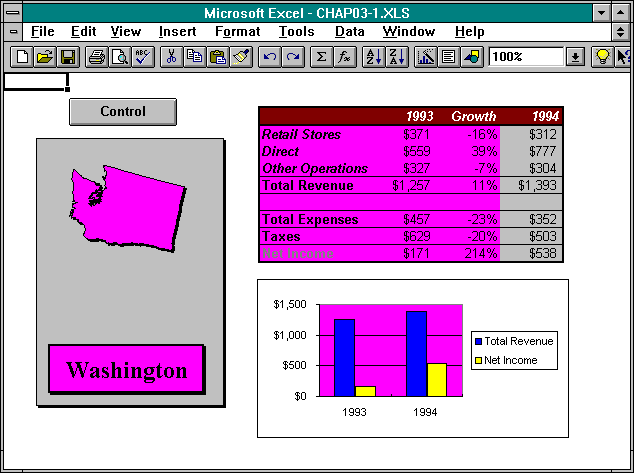 Microsoft Excel - CHAP03-1.XLS
File Edit View Insert Format Tools Data Window Help
ABC Σ fx A Z Z A 100% ?
Control
1993 Growth 1994
Retail Stores $371 -16% $312
Direct $559 39% $777
Other Operations $327 -7% $304
Total Revenue $1,257 11% $1,393
Total Expenses $457 -23% $352
Taxes $629 -20% $503
Net Income $171 214% $538
Washington
$1,500
$1,000
$500
$0
1993 1994
Total Revenue
Net Income